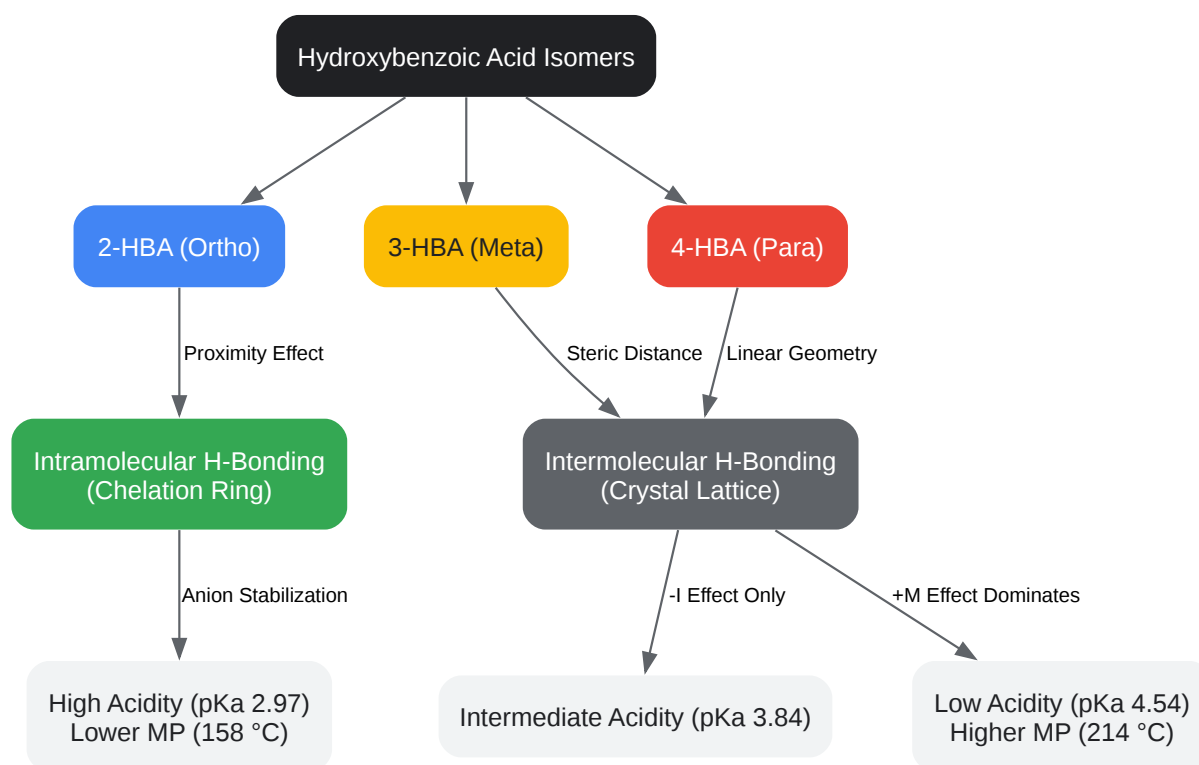 Hydroxybenzoic Acid Isomers
2-HBA (Ortho)
3-HBA (Meta)
4-HBA (Para)
Proximity Effect
Steric Distance
Linear Geometry
Intramolecular H-Bonding
(Chelation Ring)
Intermolecular H-Bonding
(Crystal Lattice)
Anion Stabilization
-I Effect Only
+M Effect Dominates
High Acidity (pKa 2.97)
Lower MP (158 °C)
Intermediate Acidity (pKa 3.84)
Low Acidity (pKa 4.54)
Higher MP (214 °C)